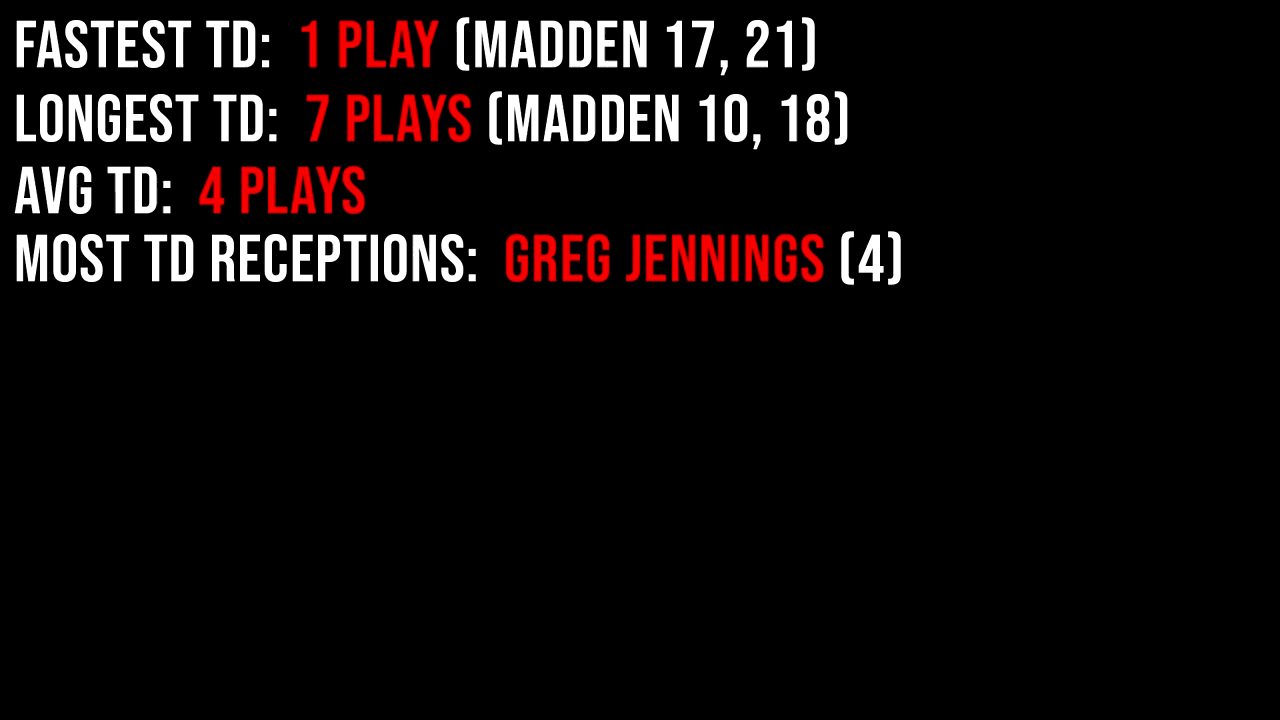 FASTEST TD: 1 PLAY (MADDEN 17, 21)
LONGEST TD: 7 PLAYS (MADDEN 10, 18)
AVG TD: 4 PLAYS
MOST TD RECEPTIONS: GREG JENNINGS (4)